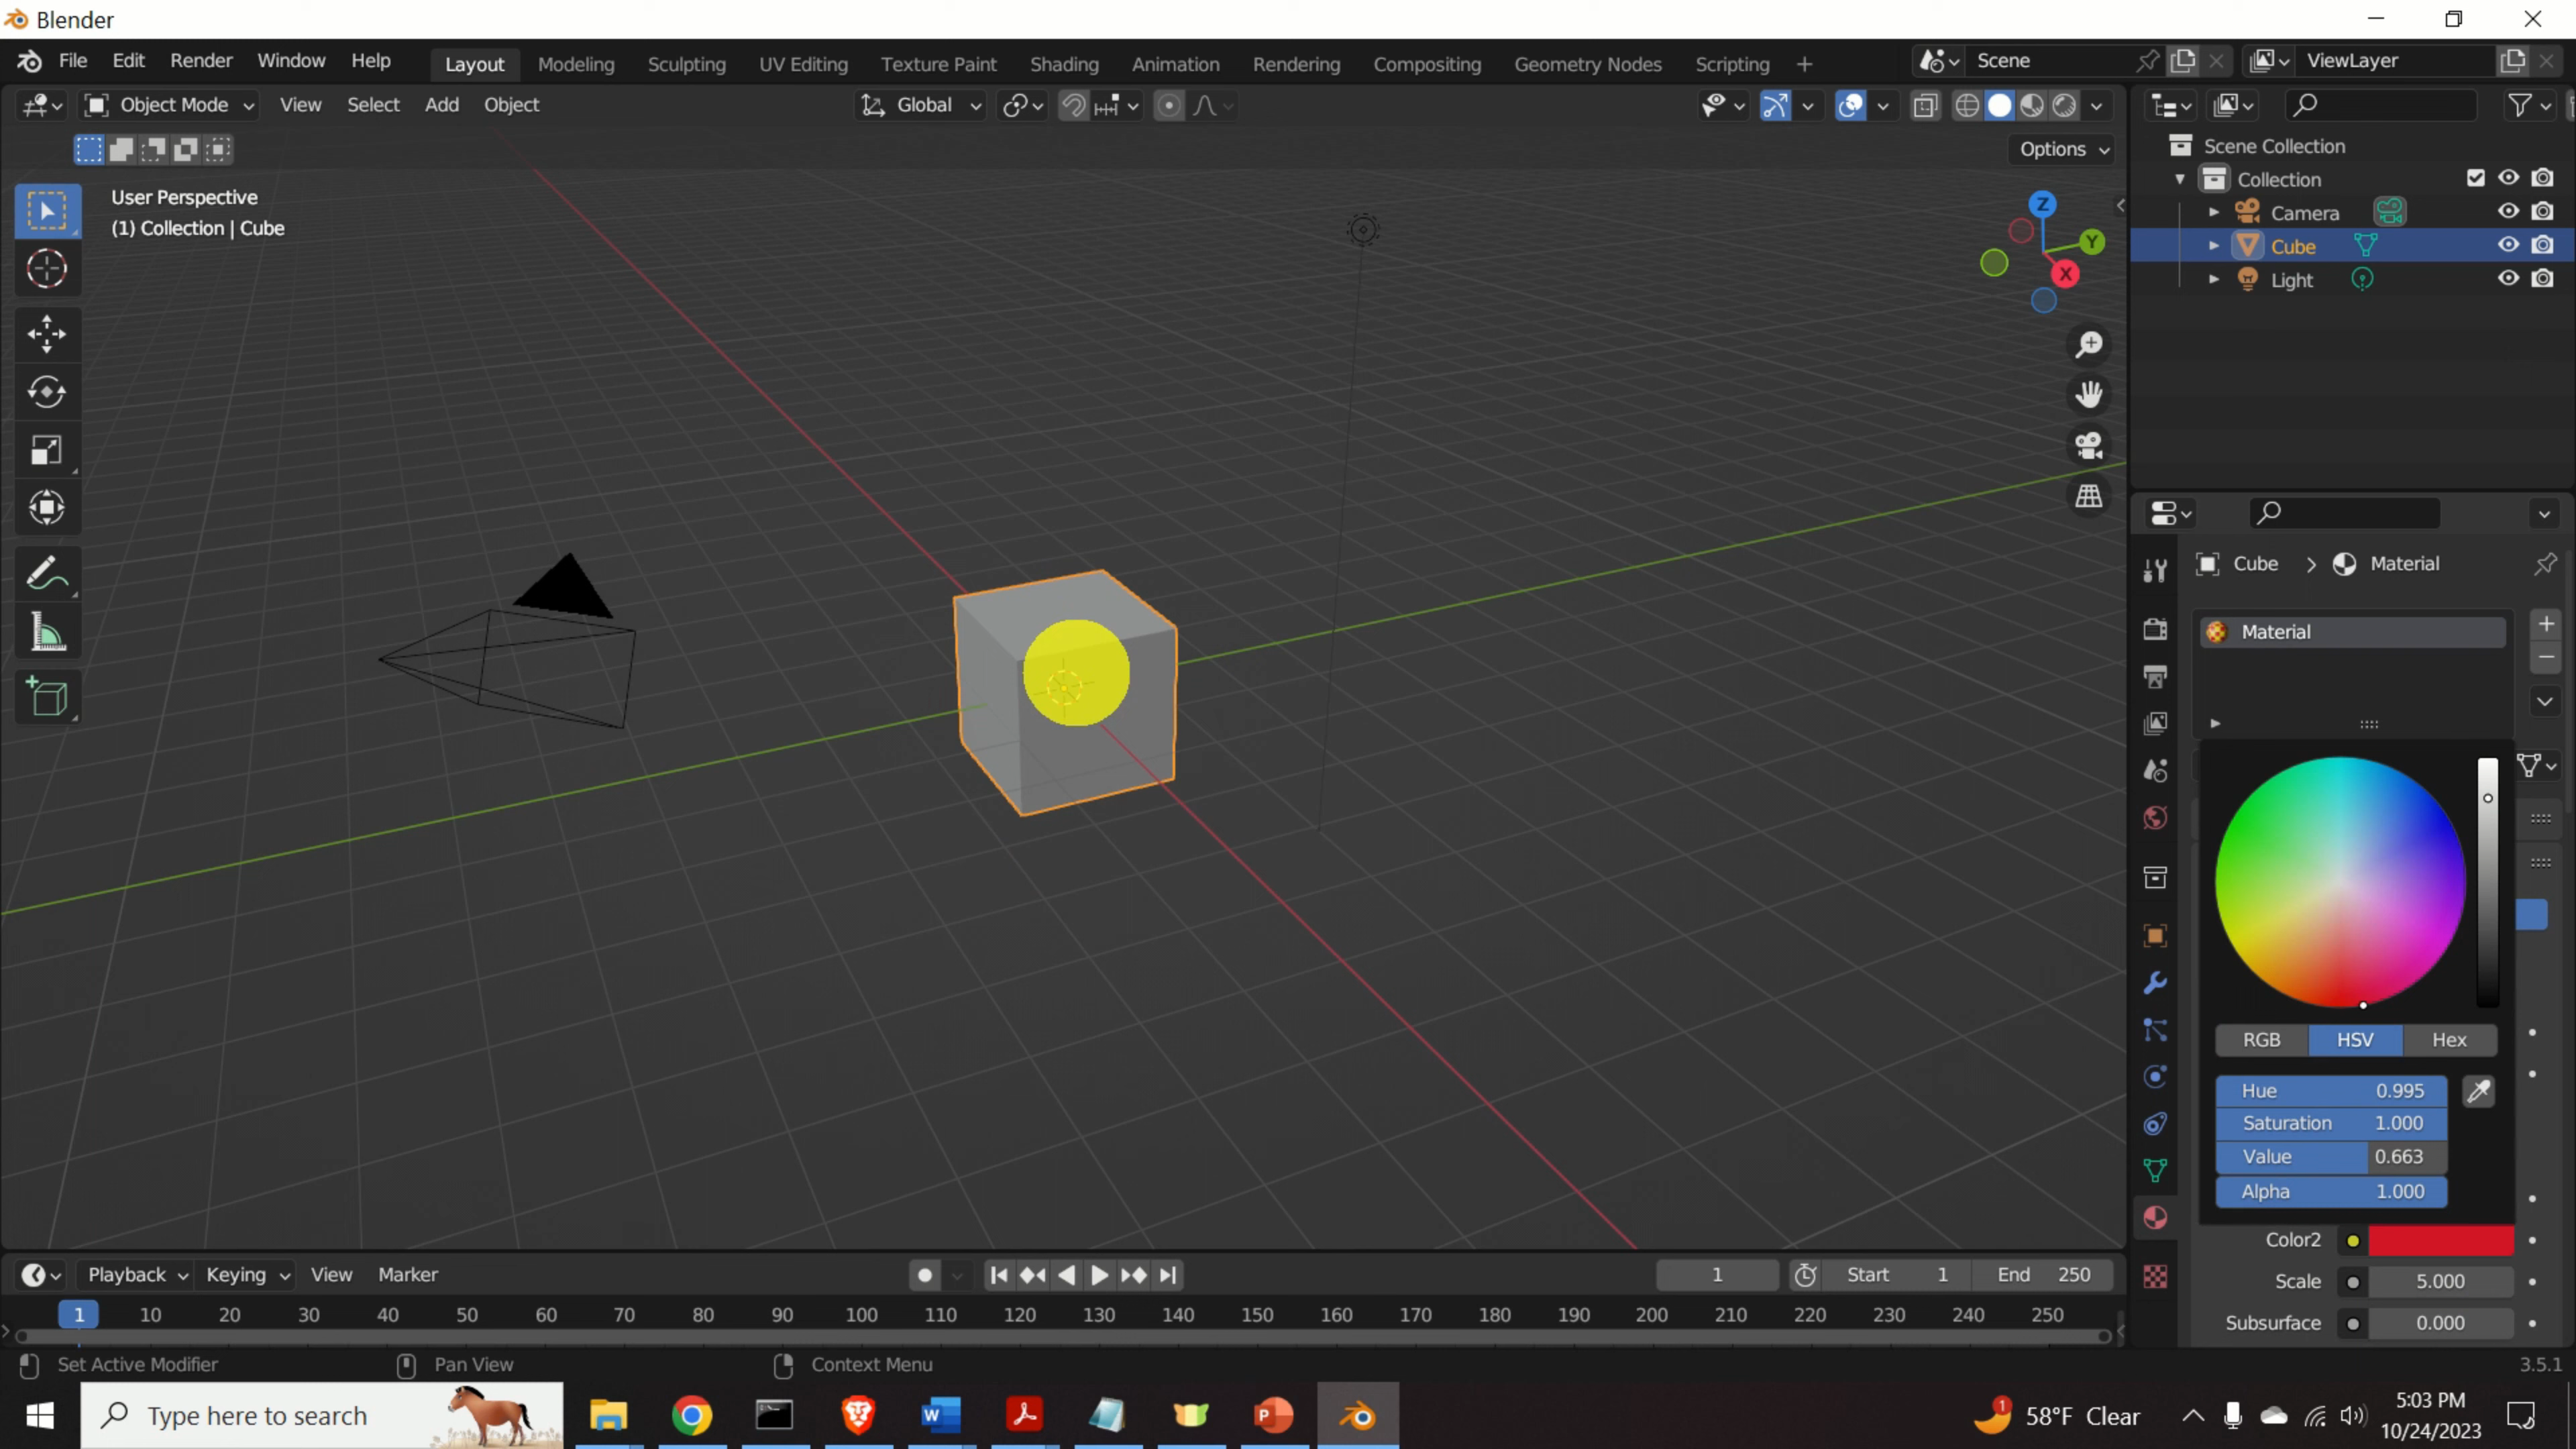 Blender
File Edit Render Window Help Layout Modeling Sculpting UV Editing Texture Paint Shading Animation Rendering Compositing Geometry Nodes Scripting + Scene ViewLayer
Object Mode View Select Add Object Global
Options
User Perspective
(1) Collection | Cube
Z
Y
X
Scene Collection
Collection
Camera
Cube
Light
Cube > Material
Material
RGB HSV Hex
Hue 0.995
Saturation 1.000
Value 0.663
Alpha 1.000
Color2
Scale 5.000
Subsurface 0.000
Playback Keying View Marker 1 Start 1 End 250
1 10 20 30 40 50 60 70 80 90 100 110 120 130 140 150 160 170 180 190 200 210 220 230 240 250
Set Active Modifier Pan View Context Menu 3.5.1
Type here to search W P 1 58°F Clear 5:03 PM
10/24/2023